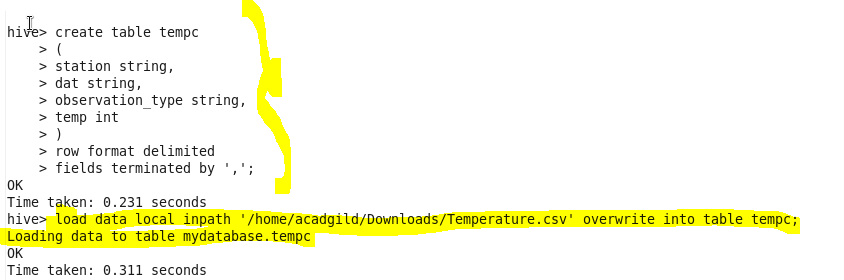 hive> create table tempc
> (
> station string,
> dat string,
> observation_type string,
> temp int
> )
> row format delimited
> fields terminated by ',';
OK
Time taken: 0.231 seconds
hive> load data local inpath '/home/acadgild/Downloads/Temperature.csv' overwrite into table tempc;
Loading data to table mydatabase.tempc
OK
Time taken: 0.311 seconds